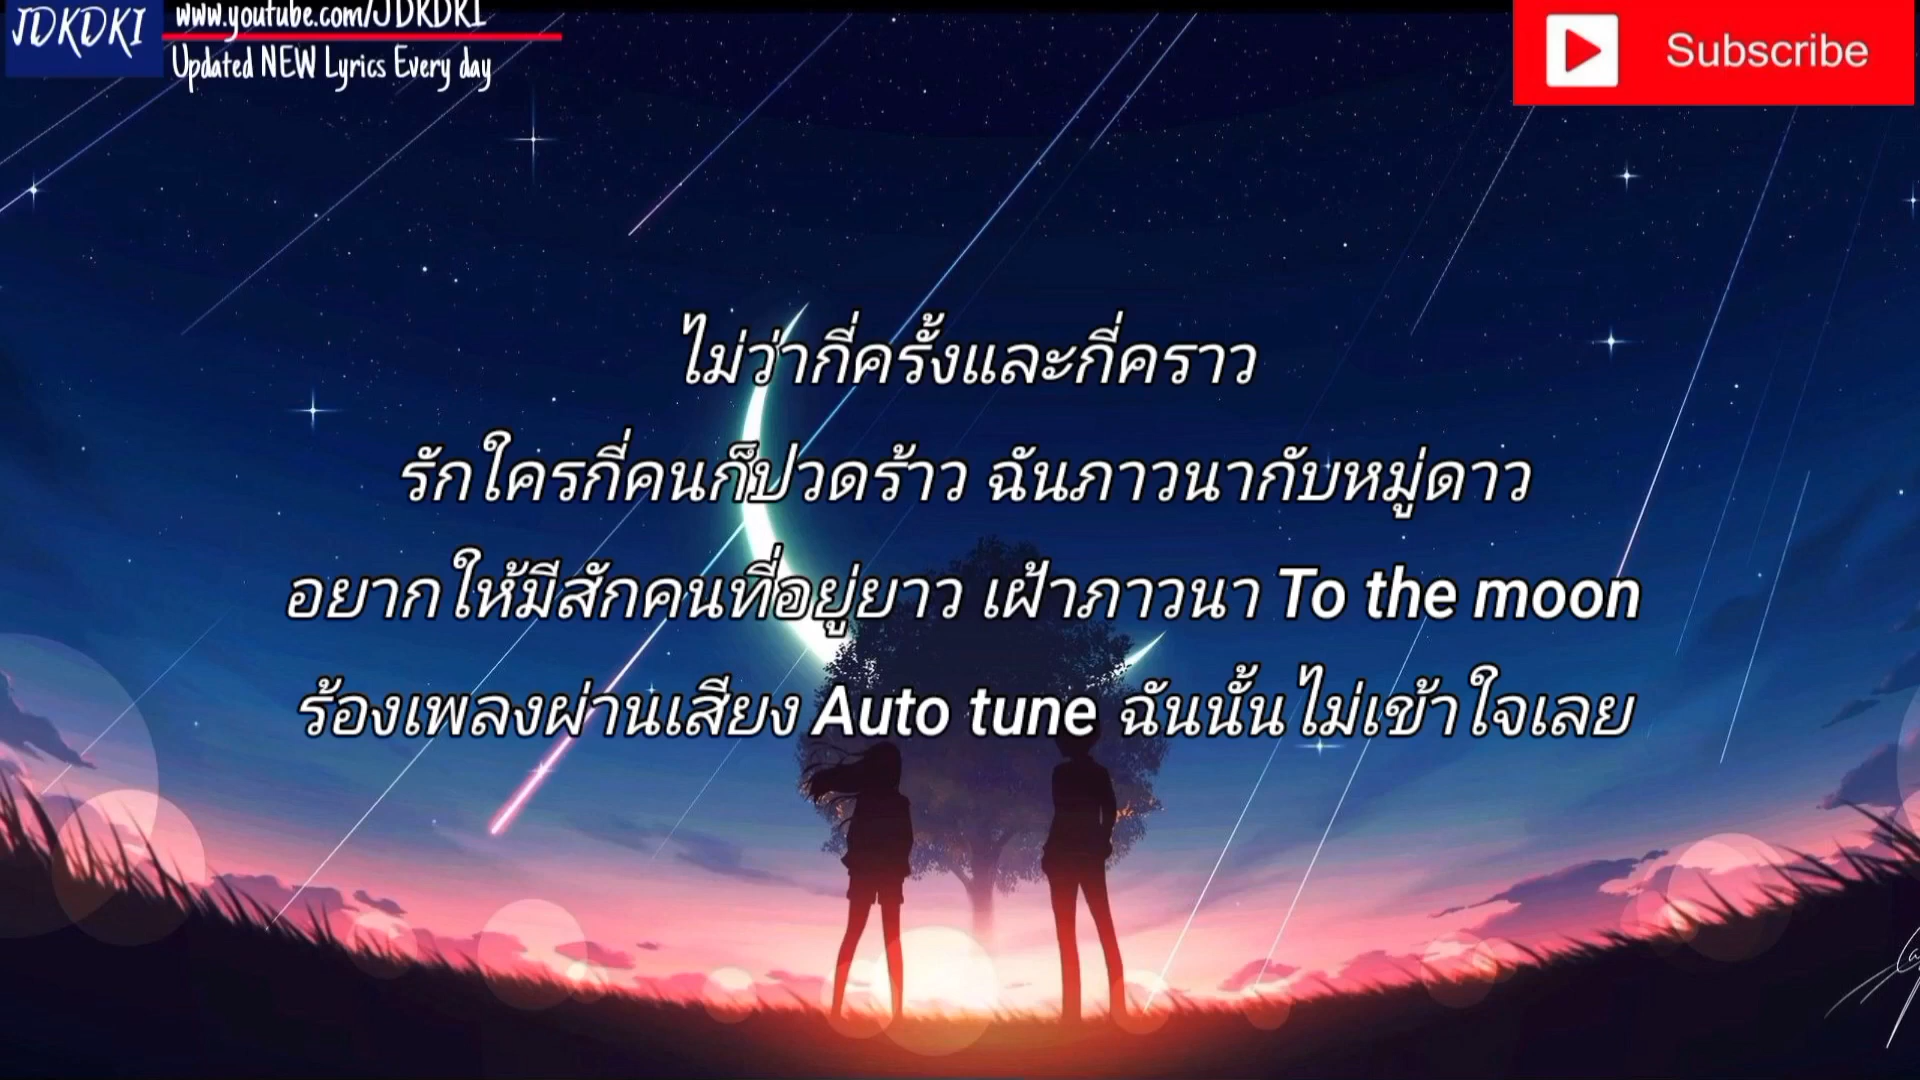 JDKDKI
www.youtube.com/JDKDKI
Updated NEW Lyrics Every day
Subscribe
ไม่ว่ากี่ครั้งและกี่คราว
รักใครกี่คนก็ปวดร้าว ฉันภาวนากับหมู่ดาว
อยากให้มีสักคนที่อยู่ยาว เฝ้าภาวนา To the moon
ร้องเพลงผ่านเสียง Auto tune ฉันนั้นไม่เข้าใจเลย